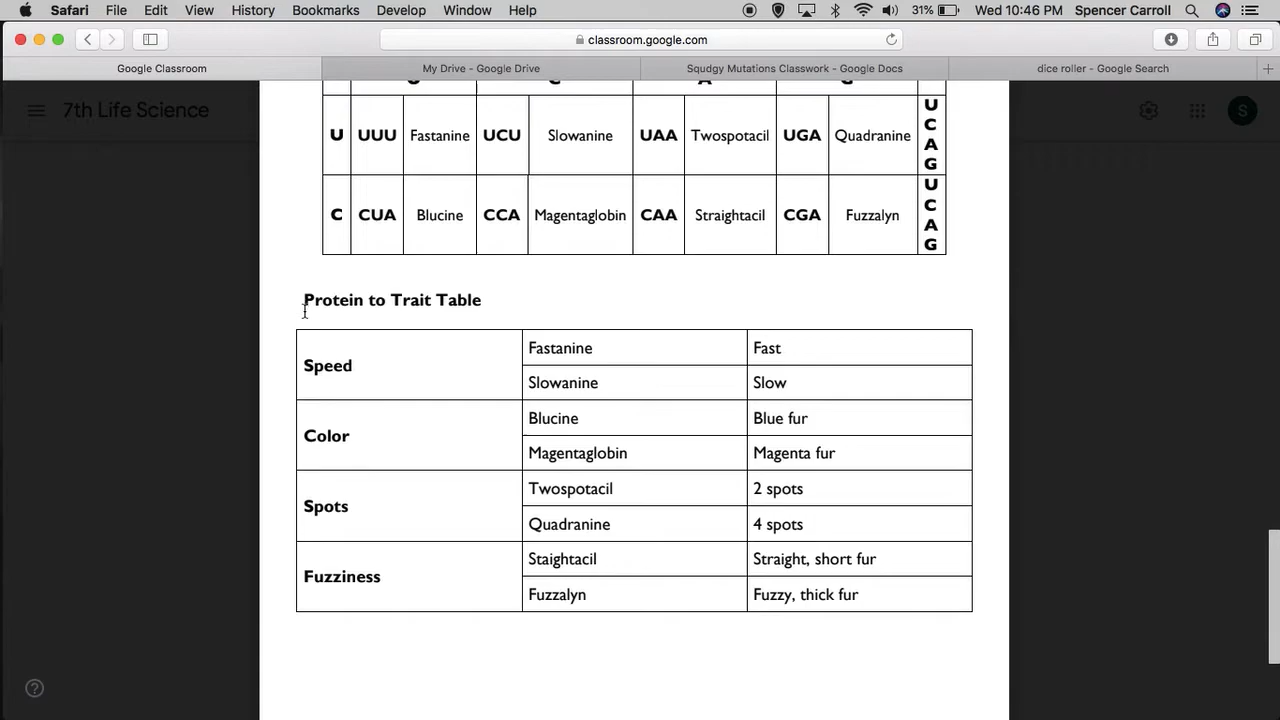 Safari File Edit View History Bookmarks Develop Window Help 31% Wed 10:46 PM Spencer Carroll
classroom.google.com
Google Classroom My Drive - Google Drive Squdgy Mutations Classwork - Google Docs dice roller - Google Search
7th Life Science S
U UUU Fastanine UCU Slowanine UAA Twospotacil UGA Quadranine U C A G
C CUA Blucine CCA Magentaglobin CAA Straightacil CGA Fuzzalyn U C A G
Protein to Trait Table
Speed Fastanine Fast
Slowanine Slow
Color Blucine Blue fur
Magentaglobin Magenta fur
Spots Twospotacil 2 spots
Quadranine 4 spots
Fuzziness Staightacil Straight, short fur
Fuzzalyn Fuzzy, thick fur